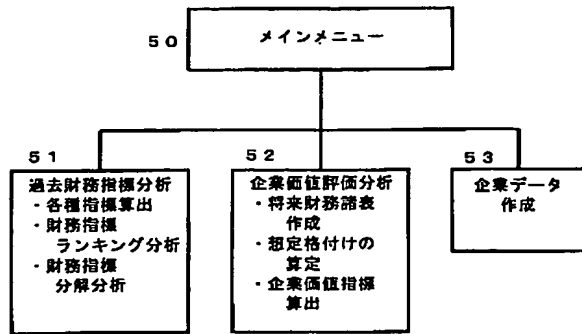 50
メインメニュー
51
過去財務指標分析
・各種指標算出
・財務指標
ランキング分析
・財務指標
分解分析
52
企業価値評価分析
・将来財務諸表
作成
・想定格付けの
算定
・企業価値指標
算出
53
企業データ
作成